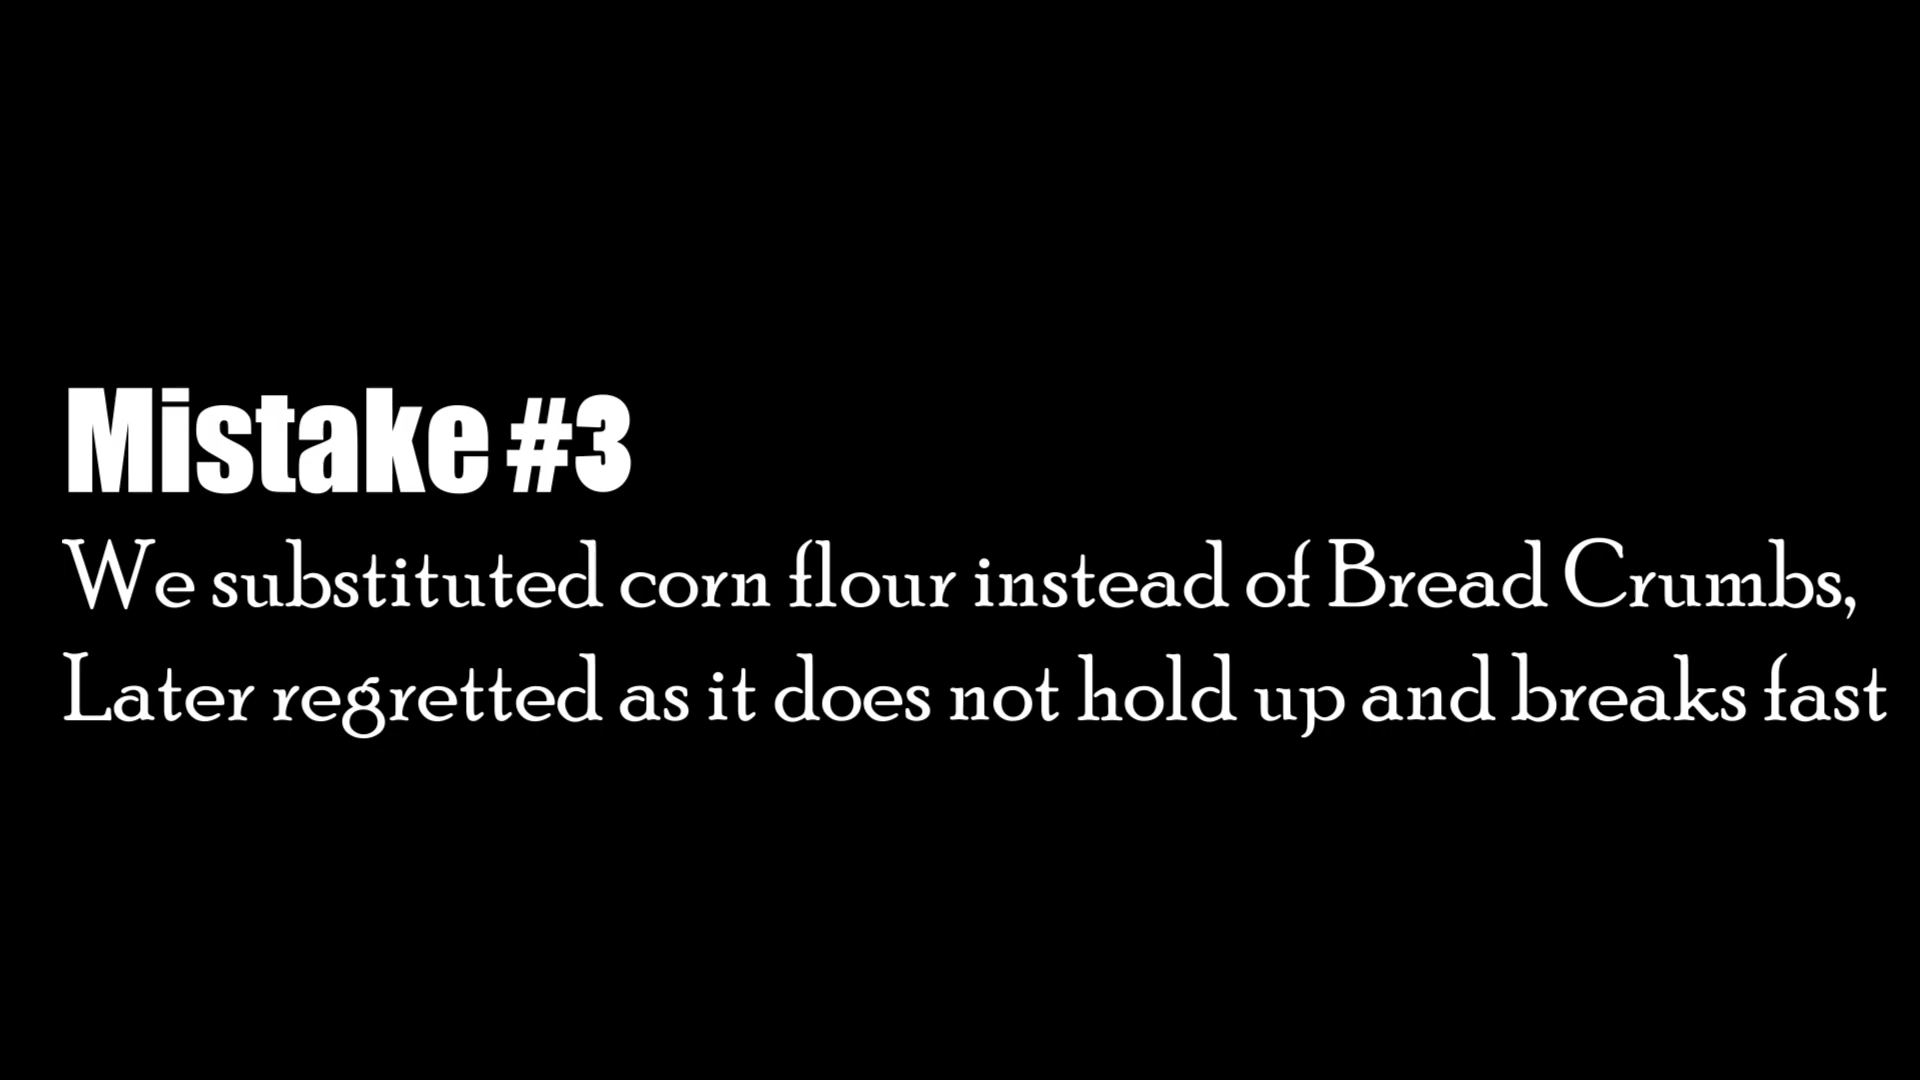 Mistake #3
We substituted corn flour instead of Bread Crumbs,
Later regretted as it does not hold up and breaks fast